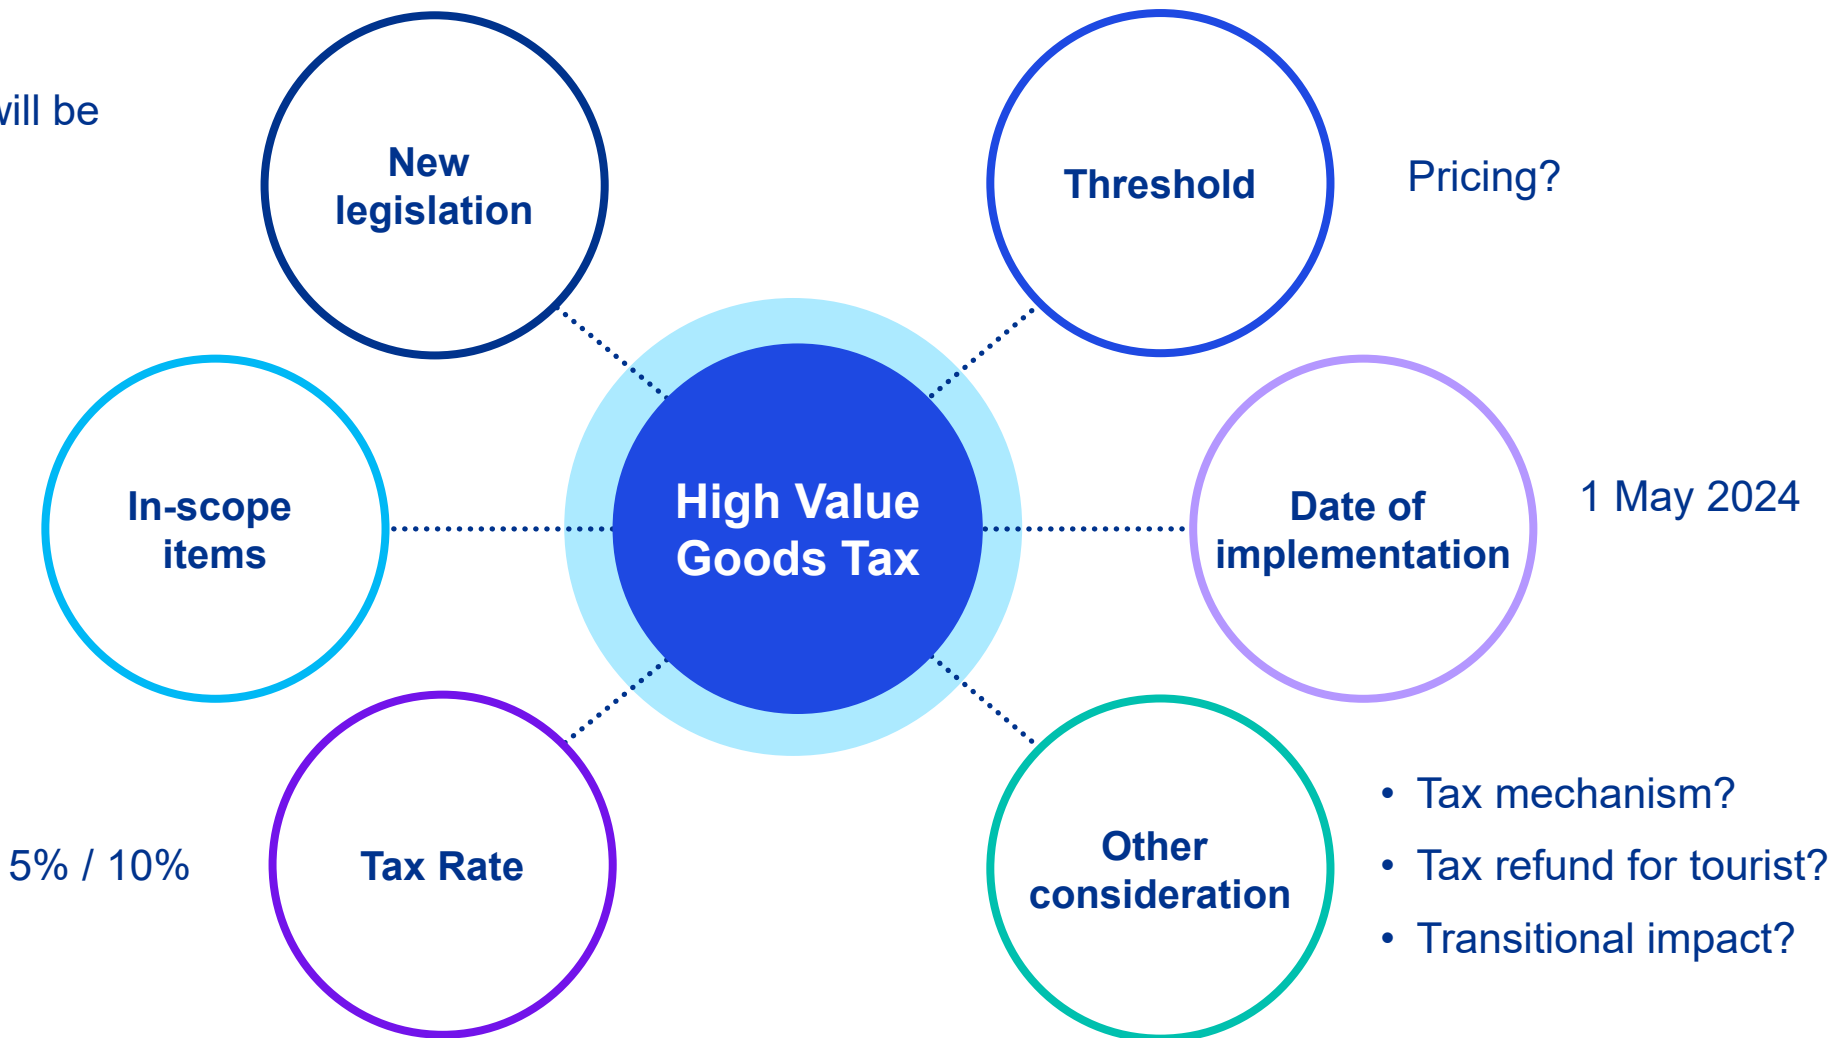 will be
New
legislation
Threshold
Pricing?
In-scope
items
High Value
Goods Tax
Date of
implementation
1 May 2024
5% / 10%
Tax Rate
Other
consideration
• Tax mechanism?
• Tax refund for tourist?
• Transitional impact?